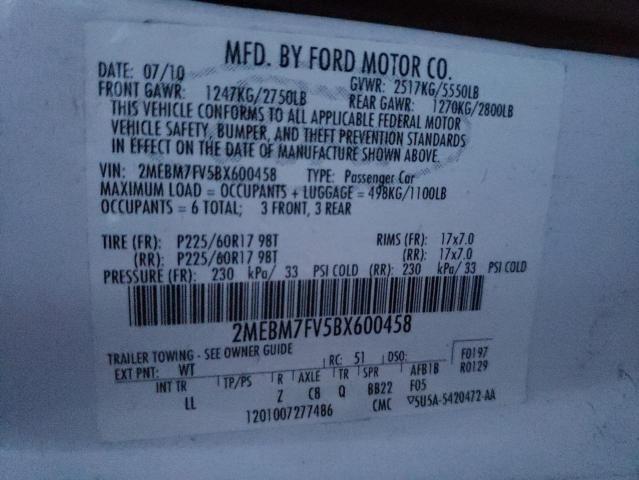 MFD. BY FORD MOTOR CO.
DATE: 07/10 GVWR: 2517KG/5550LB
FRONT GAWR: 1247KG/2750LB REAR GAWR: 1270KG/2800LB
THIS VEHICLE CONFORMS TO ALL APPLICABLE FEDERAL MOTOR
VEHICLE SAFETY, BUMPER, AND THEFT PREVENTION STANDARDS
IN EFFECT ON THE DATE OF MANUFACTURE SHOWN ABOVE.
VIN: 2MEBM7FV5BX600458 TYPE: Passenger Car
MAXIMUM LOAD = OCCUPANTS + LUGGAGE = 498KG/1100LB
OCCUPANTS = 6 TOTAL; 3 FRONT, 3 REAR
TIRE (FR): P225/60R17 98T RIMS (FR): 17x7.0
(RR): P225/60R17 98T (RR): 17x7.0
PRESSURE (FR): 230 kPa/ 33 PSI COLD (RR): 230 kPa/ 33 PSI COLD
2MEBM7FV5BX600458
TRAILER TOWING - SEE OWNER GUIDE
EXT PNT: WT RC: 51 DSO: F0197
INT TR TP/PS R AXLE TR SPR AFB1B R0129
LL Z C8 Q BB22 F05
1201007277486 CMC ▽5U5A-5420472-AA